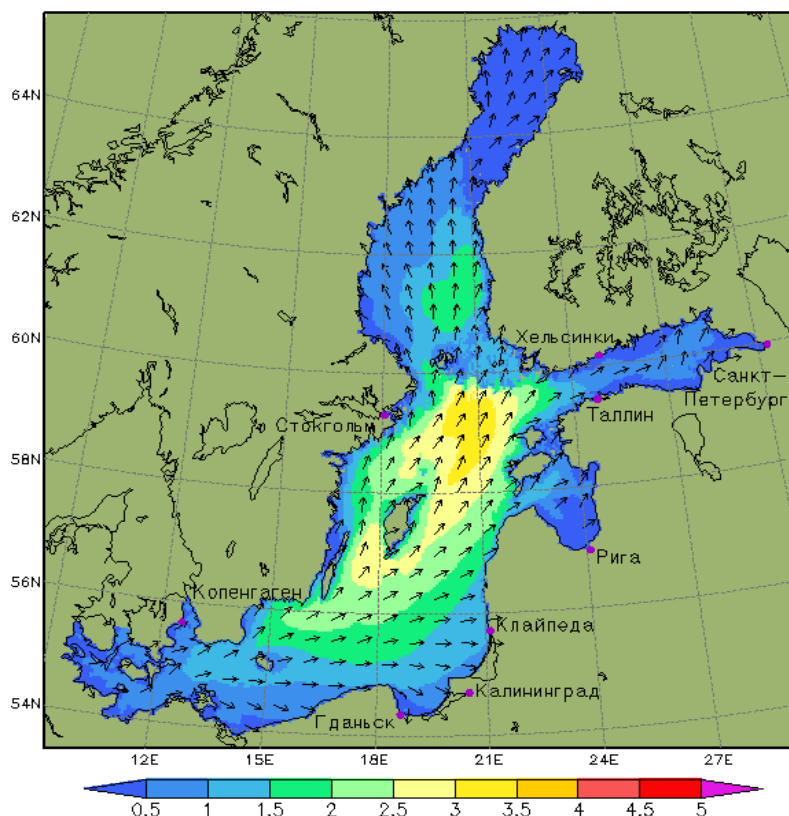 64N
62N
60N
58N
56N
54N
Хельсинки
Санкт-
Петербург
Таллин
Стокгольм
Рига
Копенгаген
Клайпеда
Калининград
Гданьск
12E 15E 18E 21E 24E 27E
0.5 1 1.5 2 2.5 3 3.5 4 4.5 5